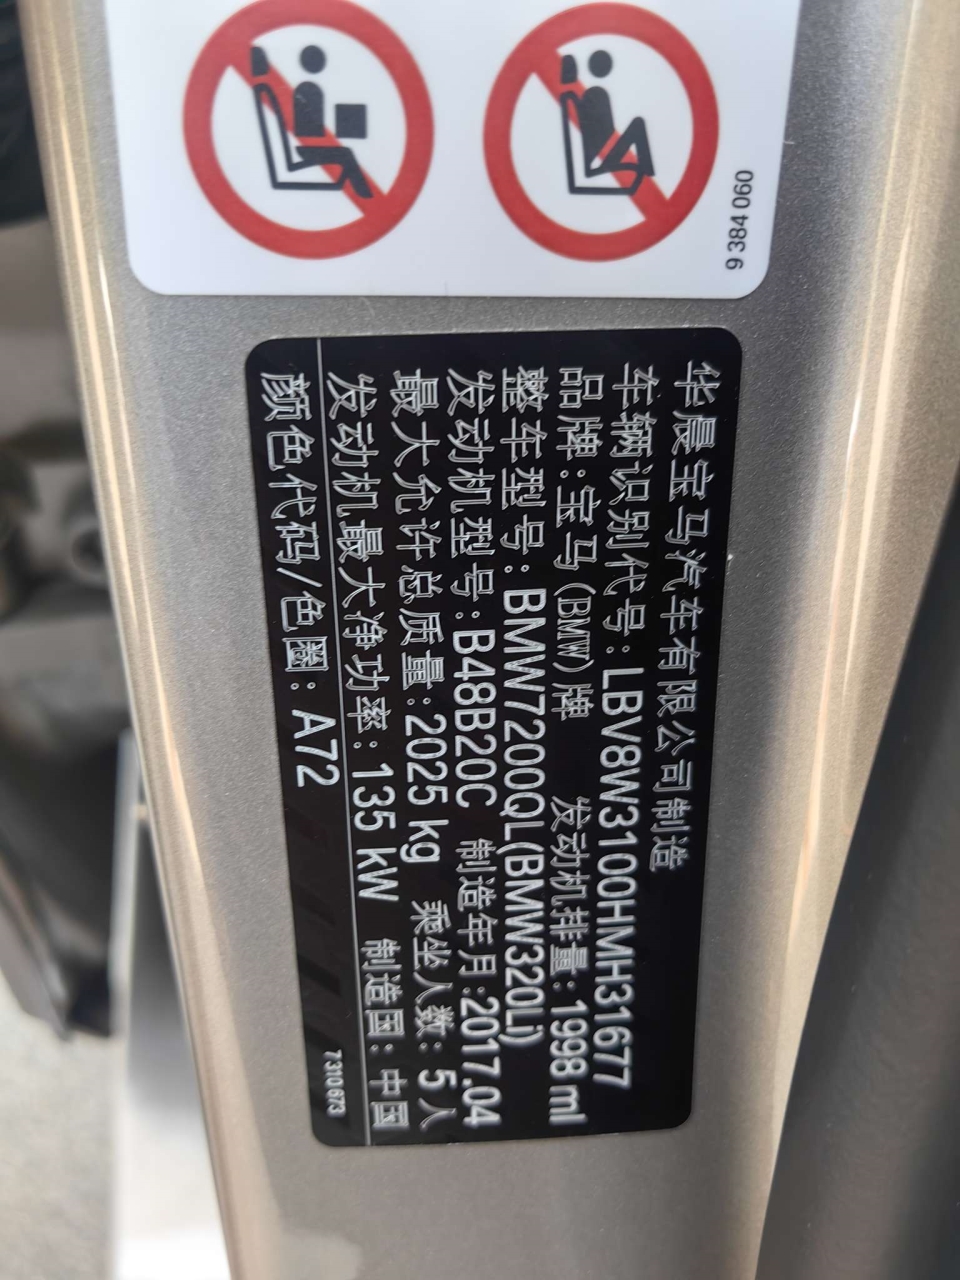 9 384 060
华晨宝马汽车有限公司制造
车辆识别代号：LBV8W3100HMH31677
品牌：宝马(BMW)牌 发动机排量：1998 ml
整车型号：BMW7200QL(BMW320Li)
发动机型号：B48B20C 制造年月：2017.04
最大允许总质量：2025 kg 乘坐人数：5人
发动机最大净功率：135 kW 制造国：中国
颜色代码/色圈：A72
7 310 673